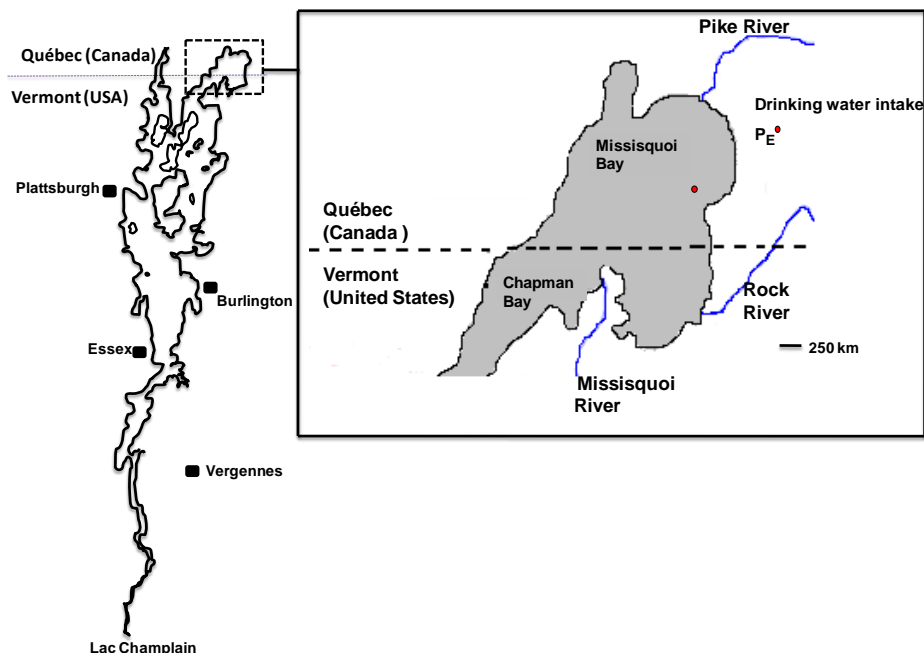 Québec (Canada)
Vermont (USA)
Plattsburgh
Burlington
Essex
Vergennes
Lac Champlain
Pike River
Drinking water intake
PE
Missisquoi
Bay
Québec
(Canada )
Vermont
(United States)
Chapman
Bay
Rock
River
250 km
Missisquoi
River